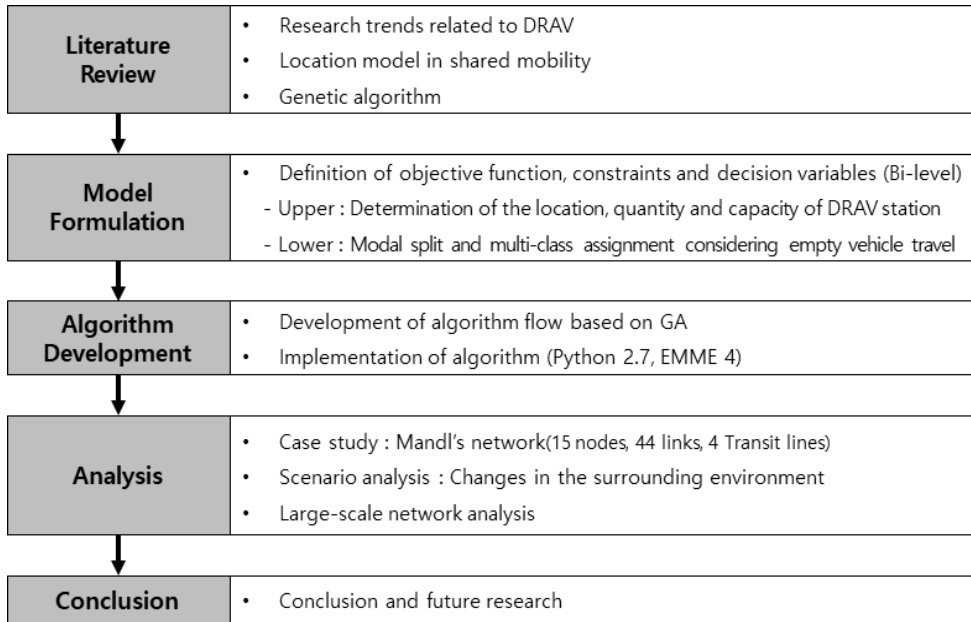 Literature
Review
• Research trends related to DRAV
• Location model in shared mobility
• Genetic algorithm
Model
Formulation
• Definition of objective function, constraints and decision variables (Bi-level)
- Upper : Determination of the location, quantity and capacity of DRAV station
- Lower : Modal split and multi-class assignment considering empty vehicle travel
Algorithm
Development
• Development of algorithm flow based on GA
• Implementation of algorithm (Python 2.7, EMME 4)
Analysis
• Case study : Mandl's network(15 nodes, 44 links, 4 Transit lines)
• Scenario analysis : Changes in the surrounding environment
• Large-scale network analysis
Conclusion
• Conclusion and future research